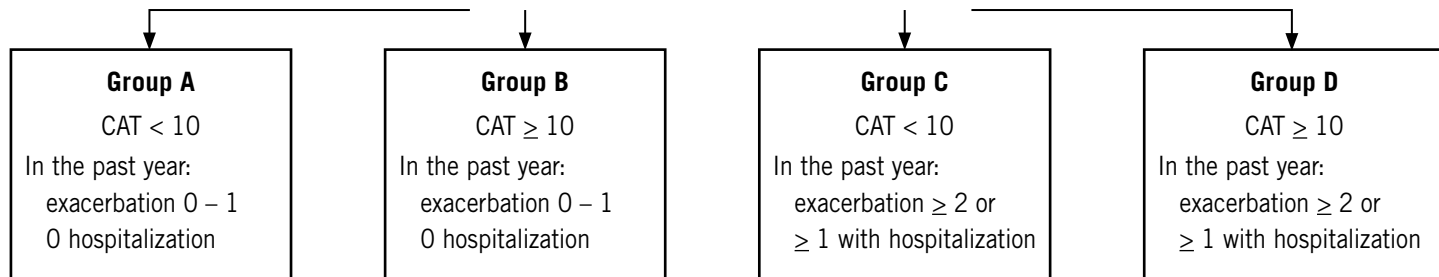 Group A
CAT < 10
In the past year:
exacerbation 0 – 1
0 hospitalization
Group B
CAT ≥ 10
In the past year:
exacerbation 0 – 1
0 hospitalization
Group C
CAT < 10
In the past year:
exacerbation ≥ 2 or
≥ 1 with hospitalization
Group D
CAT ≥ 10
In the past year:
exacerbation ≥ 2 or
≥ 1 with hospitalization